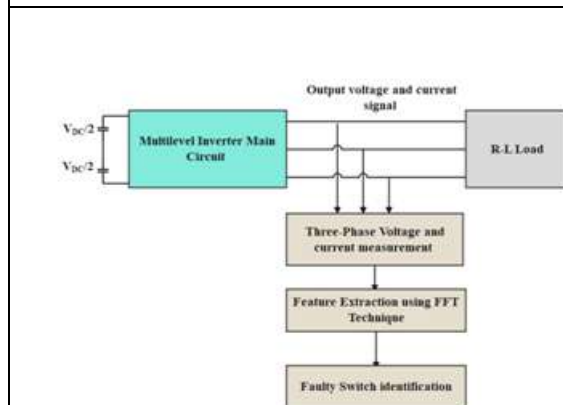 Output voltage and current
signal
V_DC/2
Multilevel Inverter Main
Circuit
R-L Load
V_DC/2
Three-Phase Voltage and
current measurement
Feature Extraction using FFT
Technique
Faulty Switch identification